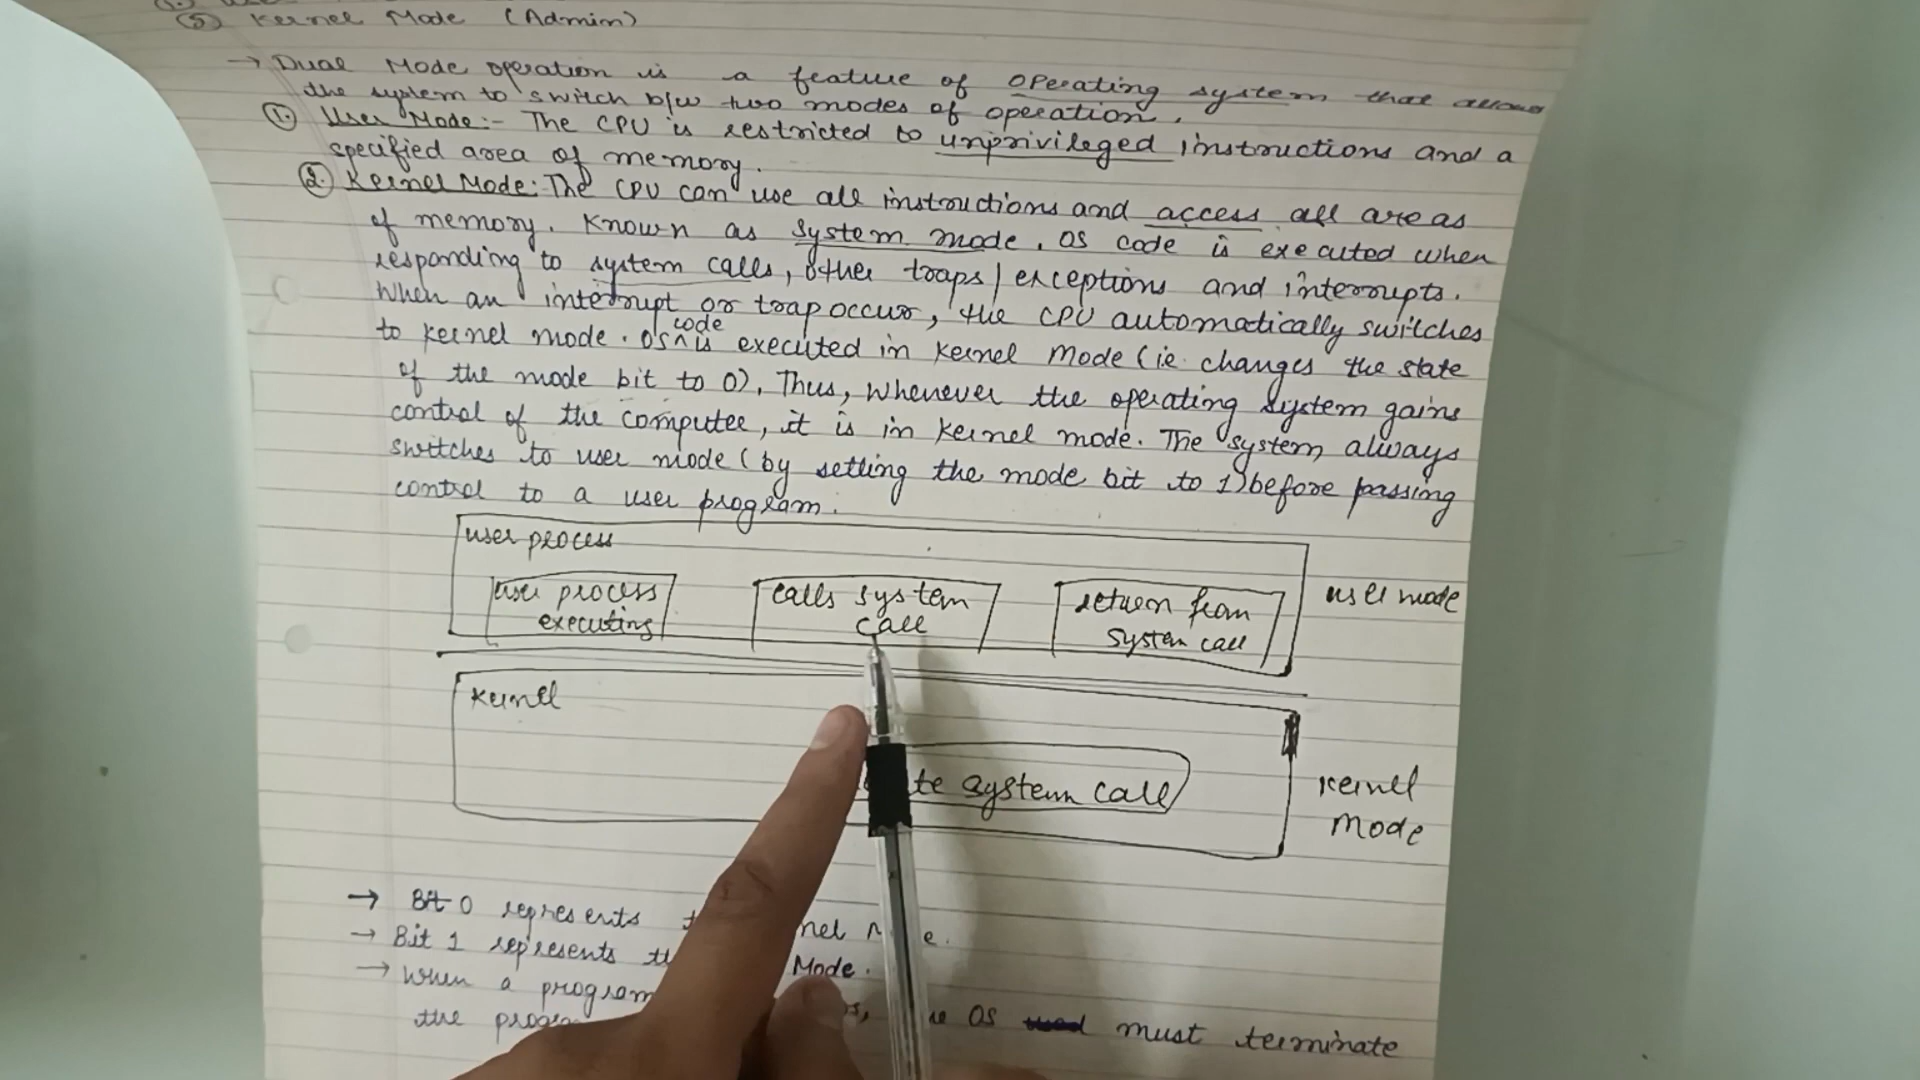 ⑤ Kernel Mode (Admin)
→ Dual Mode operation is a feature of operating system that allows
the system to switch b/w two modes of operation.
①. User Mode:- The CPU is restricted to unprivileged instructions and a
specified area of memory.
②. Kernel Mode: The CPU can use all instructions and access all areas
of memory. Known as system mode. OS code is executed when
responding to system calls, other traps/exceptions and interrupts.
When an interrupt or trap occur, the CPU automatically switches
to kernel mode. OS code is executed in kernel mode (ie. changes the state
of the mode bit to 0). Thus, whenever the operating system gains
control of the computer, it is in kernel mode. The system always
switches to user mode (by setting the mode bit to 1) before passing
control to a user program.
user process
user process
executing
calls system
call
return from
system call
user mode
kernel
te system call
kernel
Mode
→ Bit 0 represents nel
→ Bit 1 represents Mode.
→ When a program
the OS must terminate